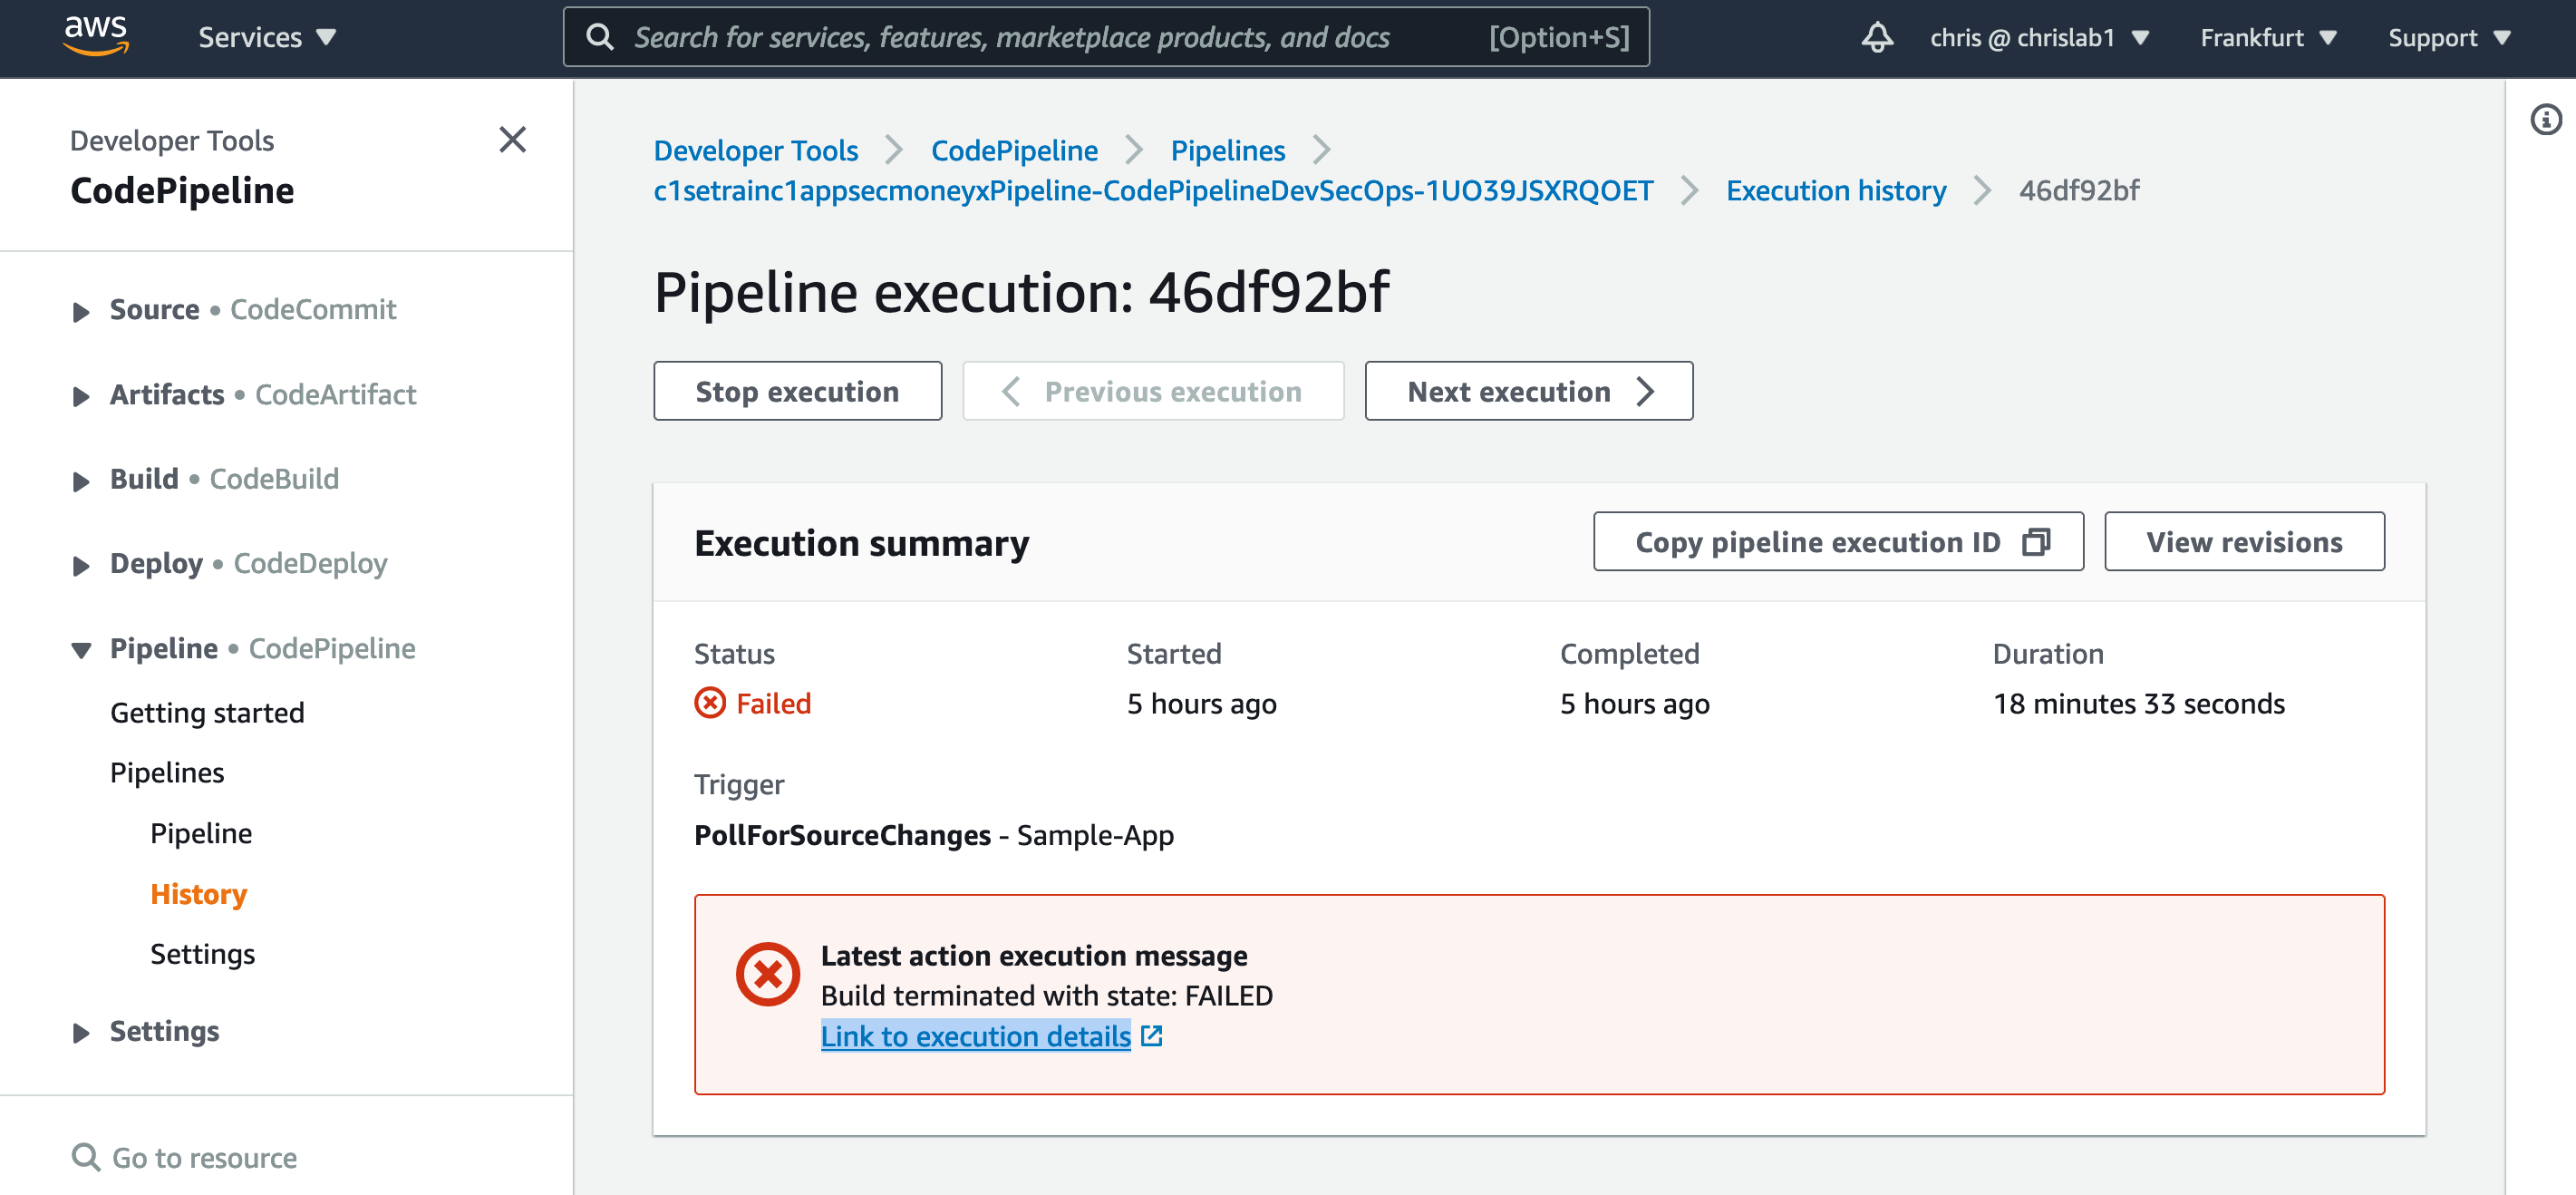 aws
Services
Search for services, features, marketplace products, and docs
[Option+S]
chris @ chrislab1
Frankfurt
Support
Developer Tools
CodePipeline
Source • CodeCommit
Artifacts • CodeArtifact
Build • CodeBuild
Deploy • CodeDeploy
Pipeline • CodePipeline
Getting started
Pipelines
Pipeline
History
Settings
Settings
Go to resource
Developer Tools
CodePipeline
Pipelines
c1setrainc1appsecmoneyxPipeline-CodePipelineDevSecOps-1UO39JSXRQOET
Execution history
46df92bf
Pipeline execution: 46df92bf
Stop execution
Previous execution
Next execution
Execution summary
Copy pipeline execution ID
View revisions
Status
Failed
Started
5 hours ago
Completed
5 hours ago
Duration
18 minutes 33 seconds
Trigger
PollForSourceChanges - Sample-App
Latest action execution message
Build terminated with state: FAILED
Link to execution details